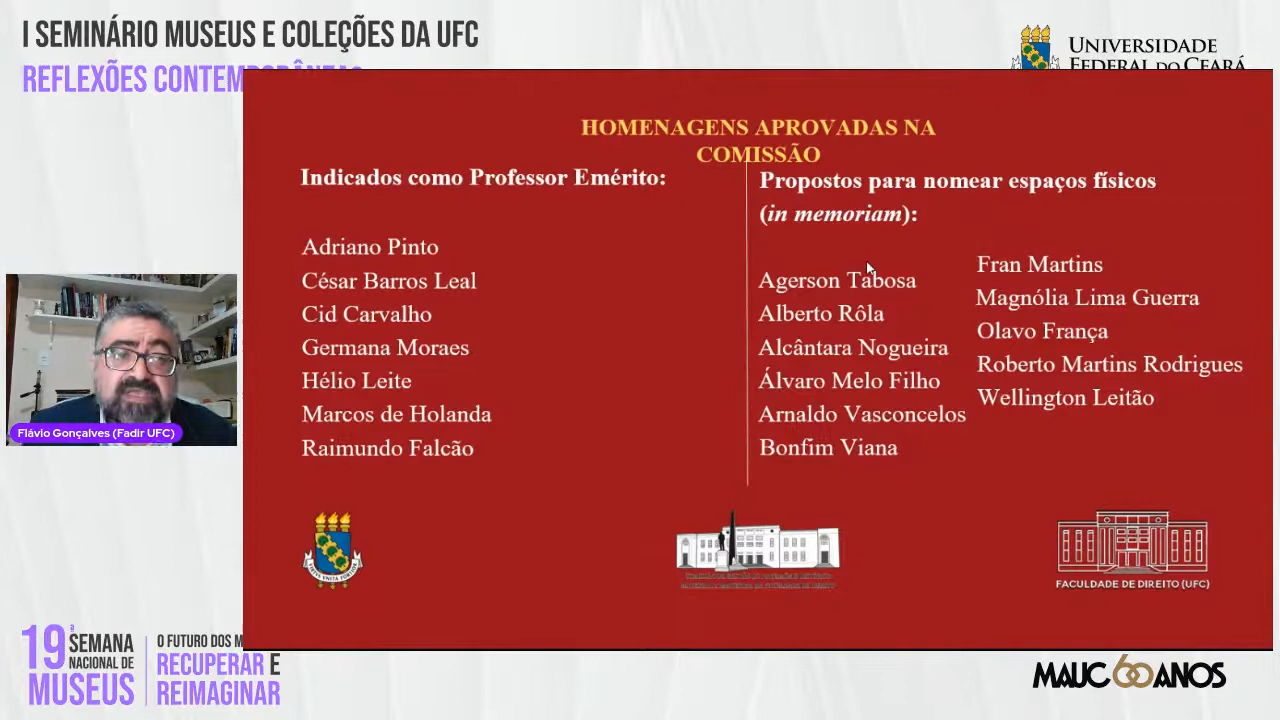 I SEMINÁRIO MUSEUS E COLEÇÕES DA UFC
REFLEXÕES CONTEMPORÂNEAS
UNIVERSIDADE
FEDERAL DO CEARÁ
HOMENAGENS APROVADAS NA
COMISSÃO
Indicados como Professor Emérito:
Adriano Pinto
César Barros Leal
Cid Carvalho
Germana Moraes
Hélio Leite
Marcos de Holanda
Raimundo Falcão
Propostos para nomear espaços físicos
(in memoriam):
Agerson Tabosa
Alberto Rôla
Alcântara Nogueira
Álvaro Melo Filho
Arnaldo Vasconcelos
Bonfim Viana
Fran Martins
Magnólia Lima Guerra
Olavo França
Roberto Martins Rodrigues
Wellington Leitão
Flávio Gonçalves (Fadir UFC)
FACULDADE DE DIREITO (UFC)
19ª SEMANA
NACIONAL DE
MUSEUS
O FUTURO DOS M
RECUPERAR E
REIMAGINAR
MAUC 60 ANOS